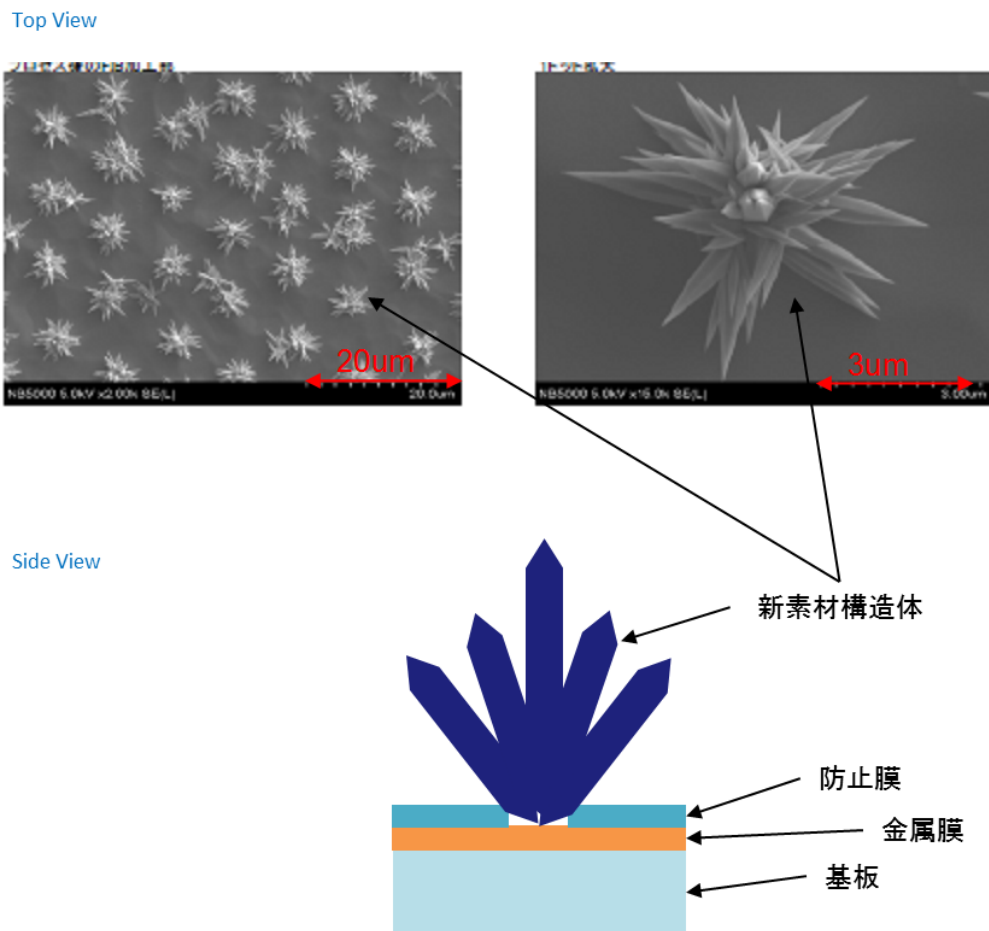 Top View
20um
NB5000 5.0kV x2.00k SE(L)
20.0um
3um
NB5000 5.0kV x15.0k SE(L)
3.00um
Side View
新素材構造体
防止膜
金属膜
基板